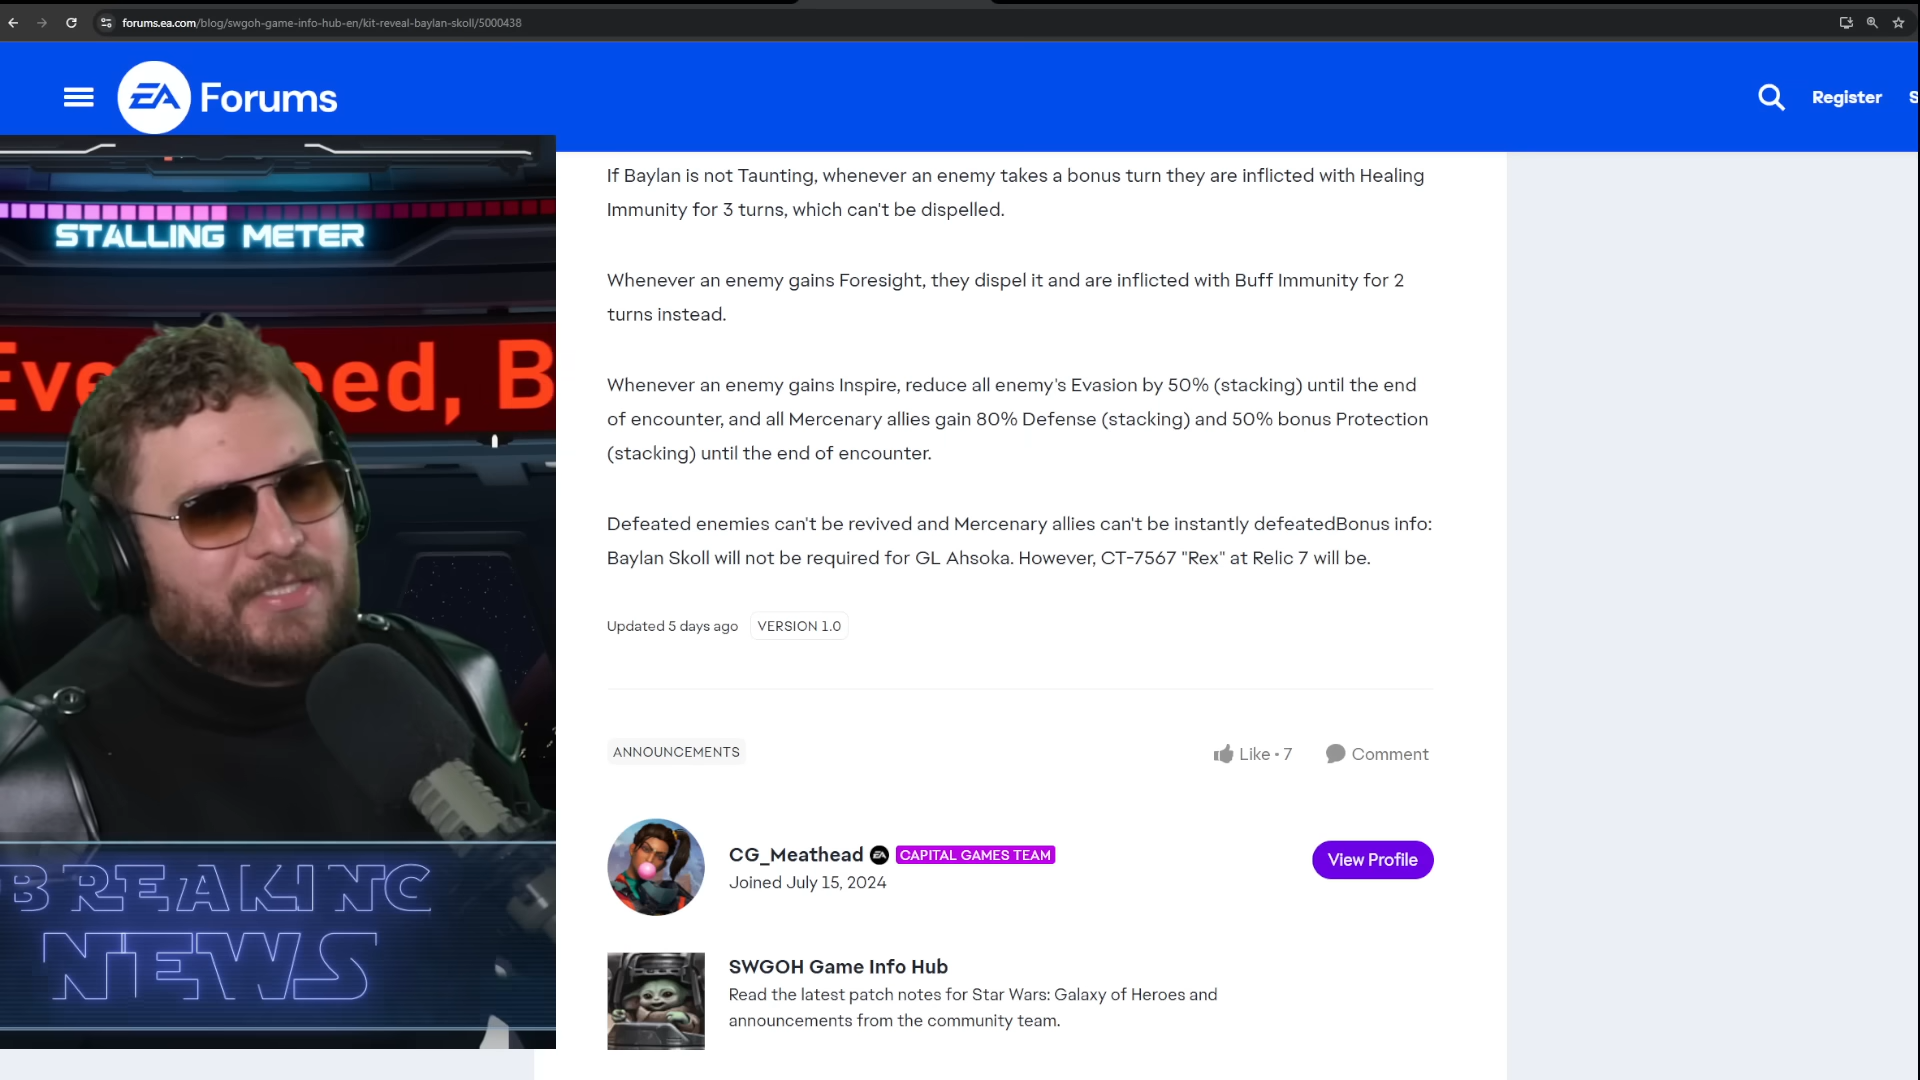 forums.ea.com/blog/swgoh-game-info-hub-en/kit-reveal-baylan-skoll/5000438
EA Forums
Register
If Baylan is not Taunting, whenever an enemy takes a bonus turn they are inflicted with Healing
Immunity for 3 turns, which can't be dispelled.
Whenever an enemy gains Foresight, they dispel it and are inflicted with Buff Immunity for 2
turns instead.
Whenever an enemy gains Inspire, reduce all enemy's Evasion by 50% (stacking) until the end
of encounter, and all Mercenary allies gain 80% Defense (stacking) and 50% bonus Protection
(stacking) until the end of encounter.
Defeated enemies can't be revived and Mercenary allies can't be instantly defeatedBonus info:
Baylan Skoll will not be required for GL Ahsoka. However, CT-7567 "Rex" at Relic 7 will be.
Updated 5 days ago VERSION 1.0
ANNOUNCEMENTS
Like • 7 Comment
CG_Meathead EA CAPITAL GAMES TEAM
Joined July 15, 2024
View Profile
SWGOH Game Info Hub
Read the latest patch notes for Star Wars: Galaxy of Heroes and
announcements from the community team.
STALLING METER
BREAKING
NEWS